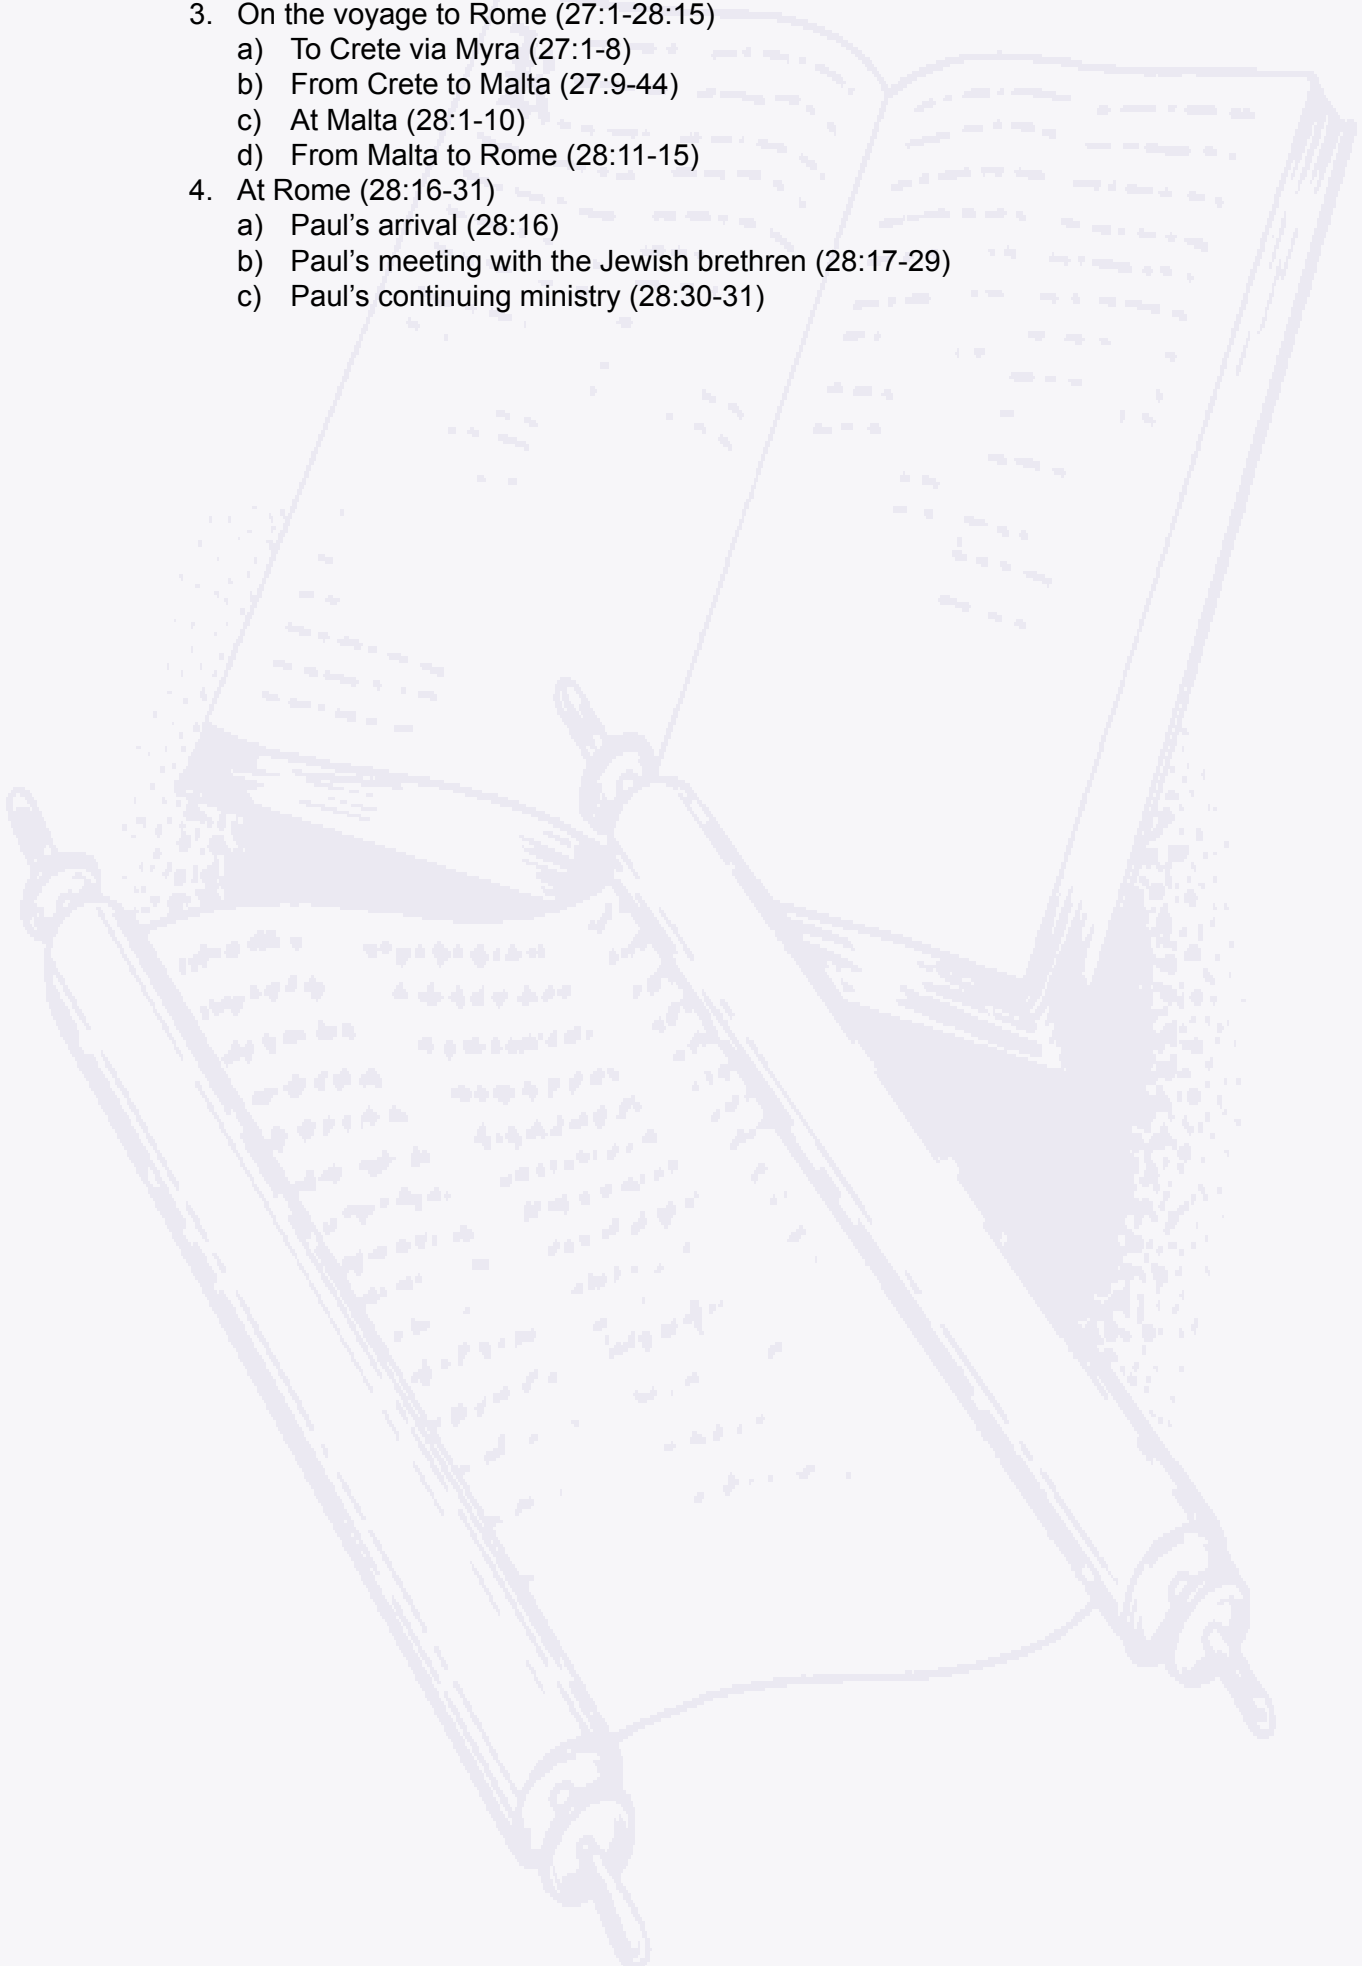 3. On the voyage to Rome (27:1-28:15)
a) To Crete via Myra (27:1-8)
b) From Crete to Malta (27:9-44)
c) At Malta (28:1-10)
d) From Malta to Rome (28:11-15)
4. At Rome (28:16-31)
a) Paul’s arrival (28:16)
b) Paul’s meeting with the Jewish brethren (28:17-29)
c) Paul’s continuing ministry (28:30-31)